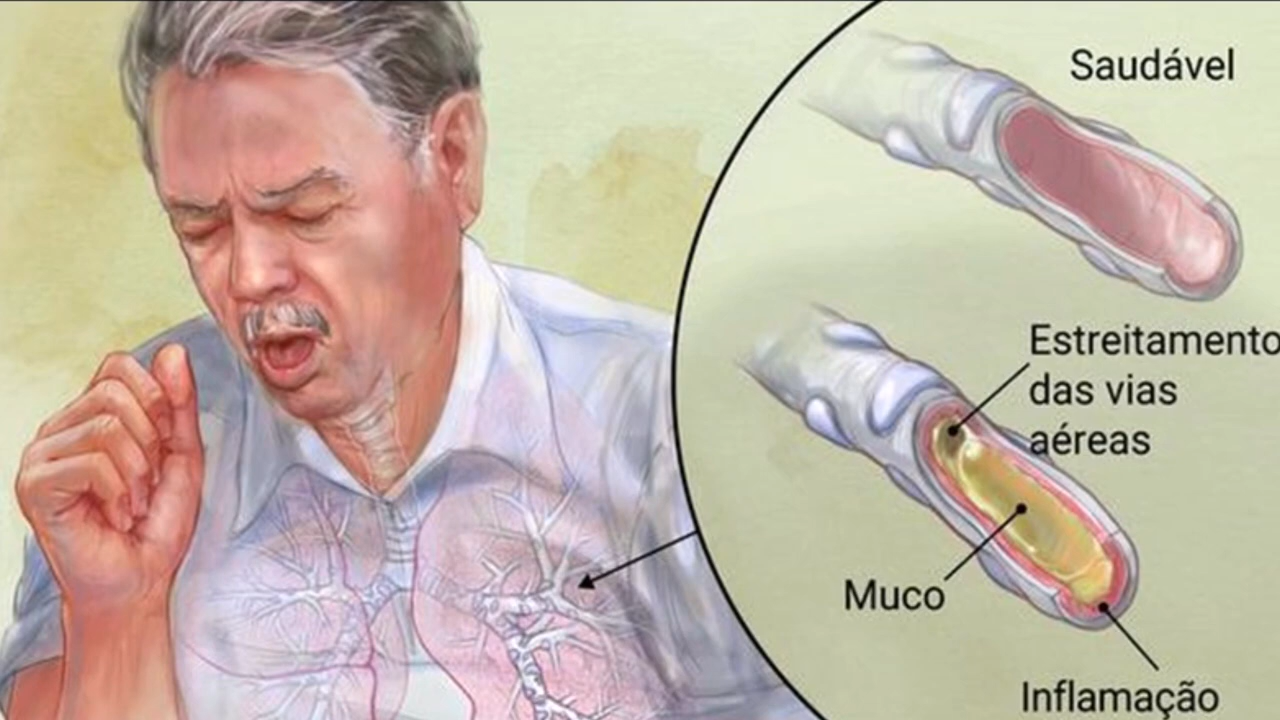 Saudável
Estreitamento
das vias
aéreas
Muco
Inflamação